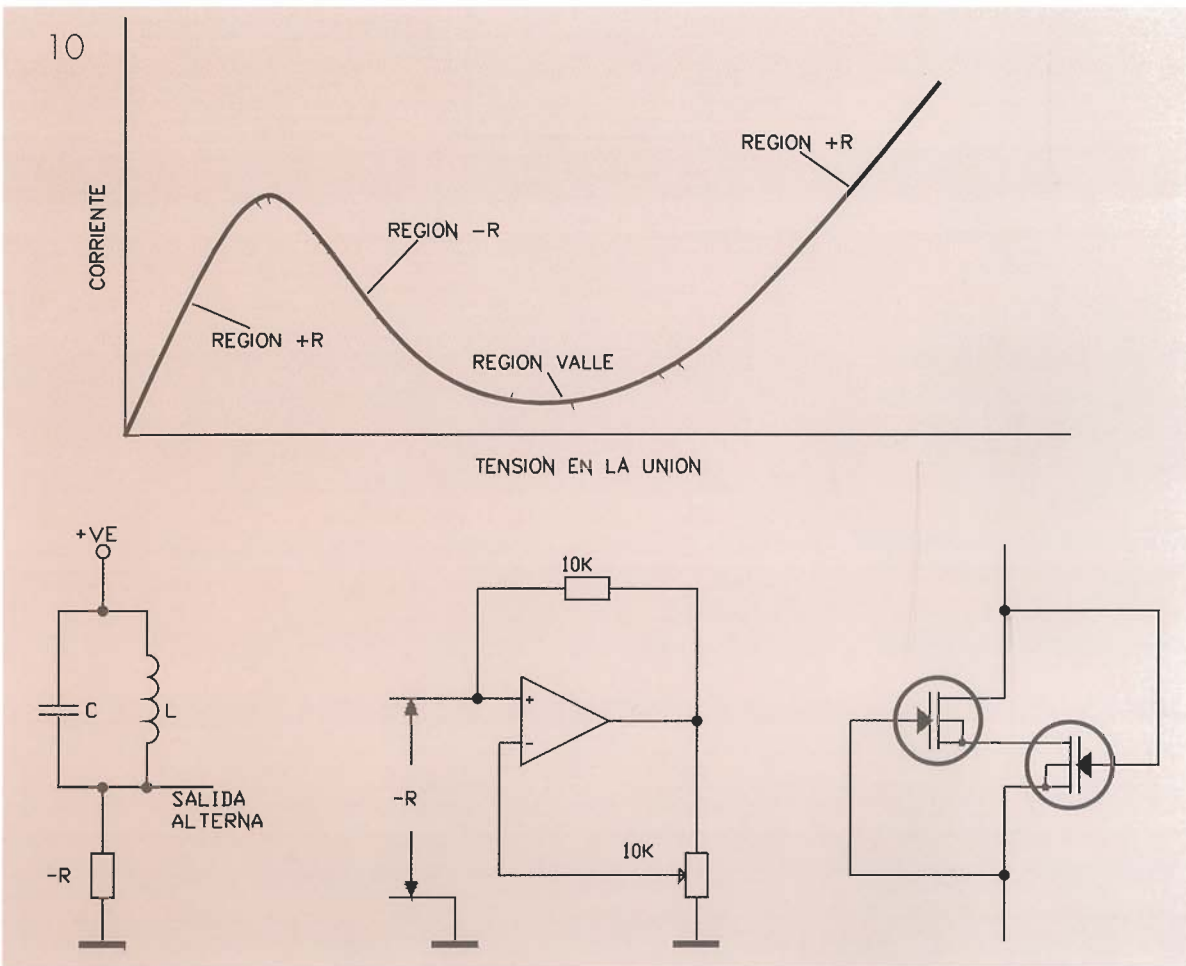 10
CORRIENTE
REGION +R
REGION -R
REGION VALLE
REGION +R
TENSION EN LA UNION
+VE
C
L
SALIDA
ALTERNA
-R
10K
+
-
-R
10K